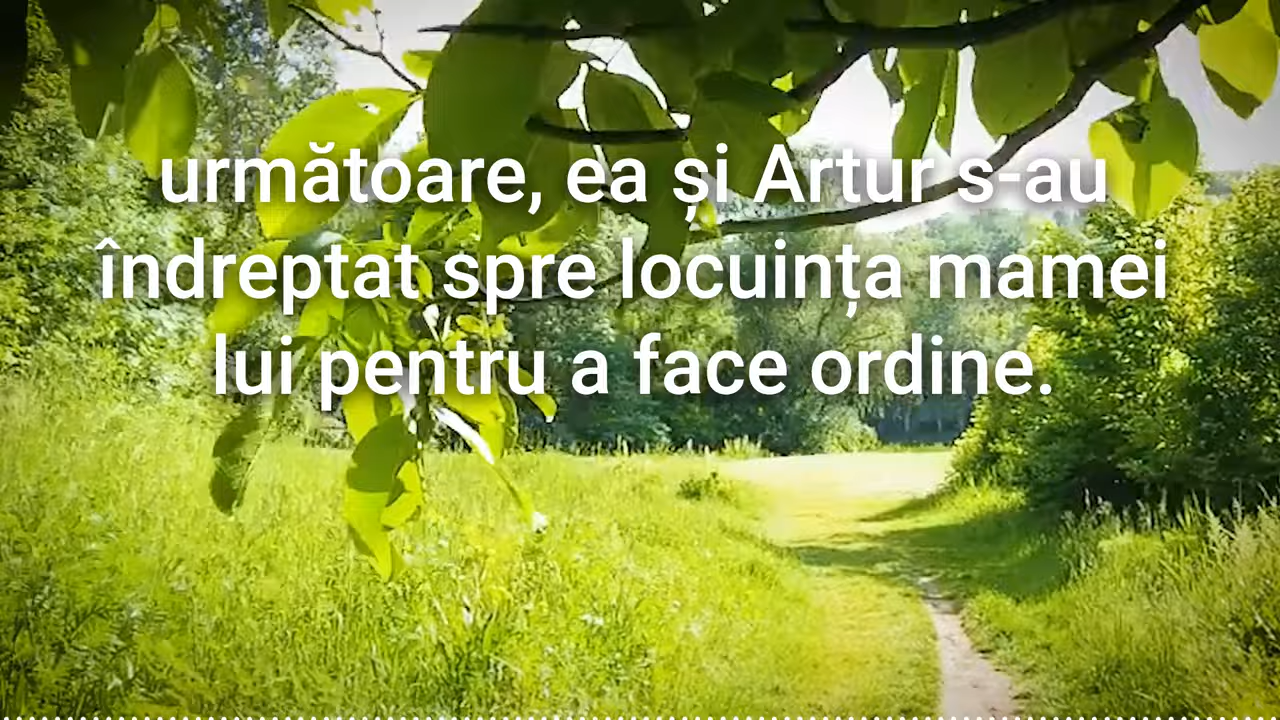 următoare, ea și Artur s-au
îndreptat spre locuința mamei
lui pentru a face ordine.